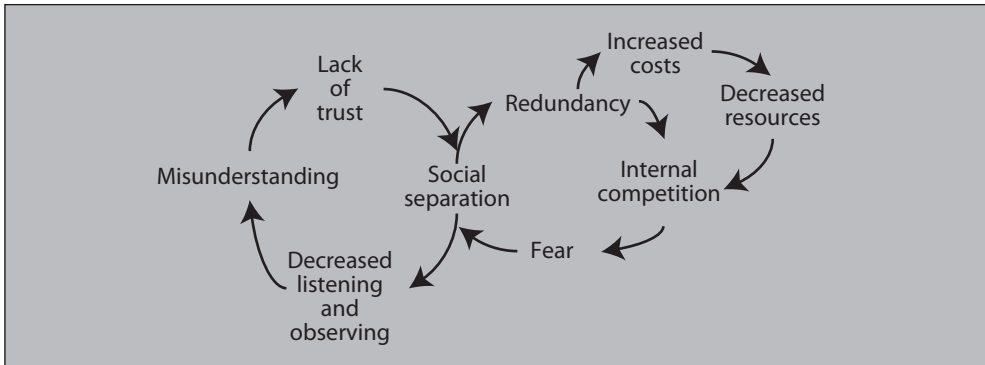 Increased
costs
Lack
of
trust
Redundancy
Decreased
resources
Misunderstanding
Social
separation
Internal
competition
Fear
Decreased
listening
and
observing